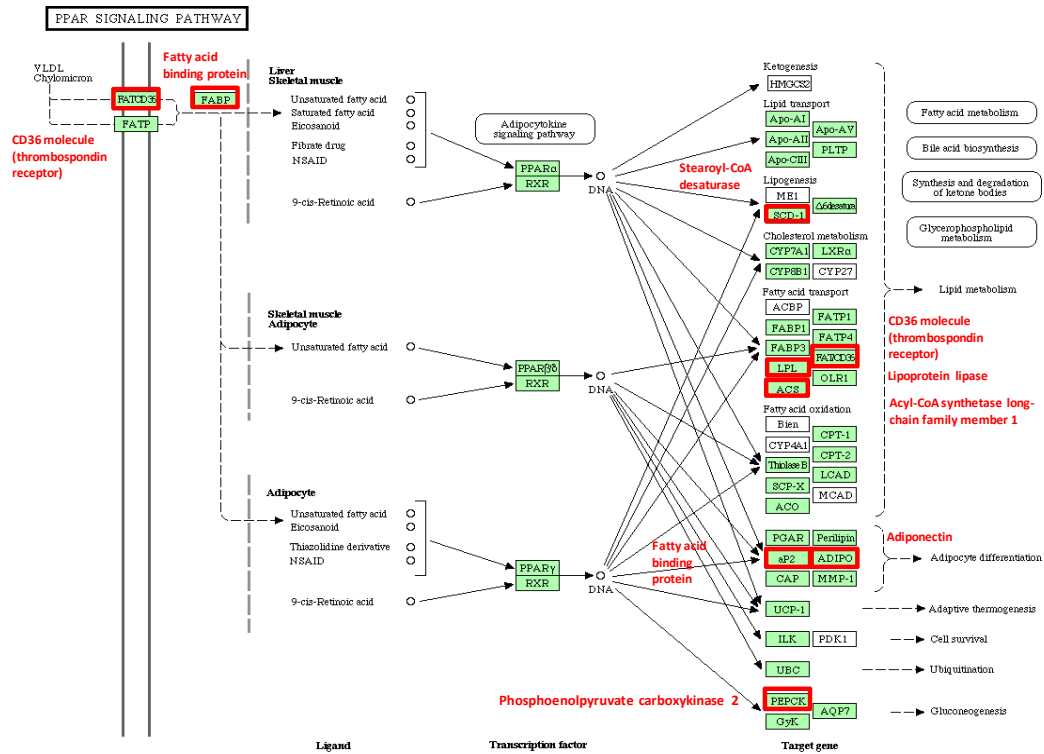 PPAR SIGNALING PATHWAY
VLDL
Chylomicron
FAT/CD36
FATP
Fatty acid
binding protein
FABP
CD36 molecule
(thrombospondin
receptor)
Liver
Skeletal muscle
Unsaturated fatty acid
Saturated fatty acid
Eicosanoid
Fibrate drug
NSAID
9-cis-Retinoic acid
Adipocytokine
signaling pathway
PPARα
RXR
DNA
Skeletal muscle
Adipocyte
Unsaturated fatty acid
9-cis-Retinoic acid
PPARβ/δ
RXR
DNA
Adipocyte
Unsaturated fatty acid
Eicosanoid
Thiazolidine derivative
NSAID
9-cis-Retinoic acid
PPARγ
RXR
DNA
Stearoyl-CoA
desaturase
Fatty acid
binding
protein
Phosphoenolpyruvate carboxykinase 2
Ketogenesis
HMGCS2
Lipid transport
Apo-AI
Apo-AII
Apo-CIII
Apo-AV
PLTP
Lipogenesis
ME1
SCD-1
Δ6desatura
Cholesterol metabolism
CYP7A1 LXRα
CYP8B1 CYP27
Fatty acid transport
ACBP
FABP1
FABP3
LPL
ACS
FATP1
FATP4
FAT/CD36
OLR1
Fatty acid oxidation
Bien
CYP4A1
Thiolase B
SCP-X
ACO
CPT-1
CPT-2
LCAD
MCAD
PGAR Perilipin
aP2 ADIPO
CAP MMP-1
UCP-1
ILK PDK1
UBC
PEPCK
GyK
AQP7
Fatty acid metabolism
Bile acid biosynthesis
Synthesis and degradation
of ketone bodies
Glycerophospholipid
metabolism
Lipid metabolism
CD36 molecule
(thrombospondin
receptor)
Lipoprotein lipase
Acyl-CoA synthetase long-
chain family member 1
Adiponectin
Adipocyte differentiation
Adaptive thermogenesis
Cell survival
Ubiquitination
Gluconeogenesis
Ligand
Transcription factor
Target gene